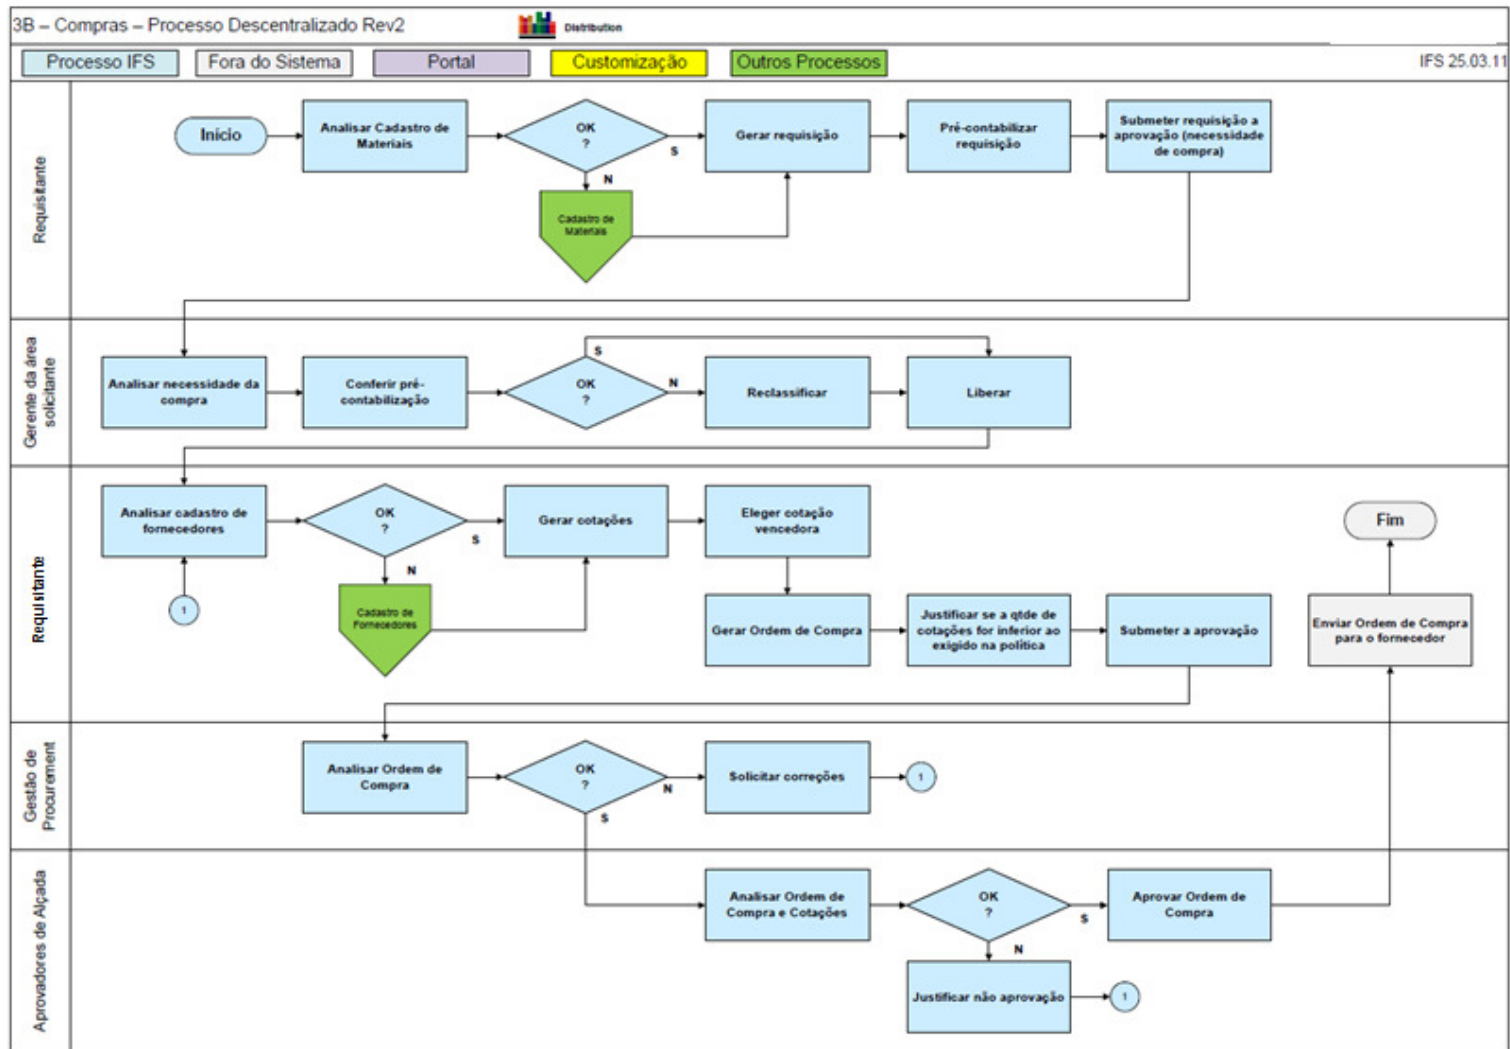 3B – Compras – Processo Descentralizado Rev2
Distribution
Processo IFS
Fora do Sistema
Portal
Customização
Outros Processos
IFS 25.03.11
Requisitante
Início
Analisar Cadastro de
Materiais
OK
?
S
N
Cadastro de
Materiais
Gerar requisição
Pré-contabilizar
requisição
Submeter requisição a
aprovação (necessidade
de compra)
Gerente da área
solicitante
Analisar necessidade da
compra
Conferir pré-
contabilização
OK
?
S
N
Reclassificar
Liberar
Requisitante
Analisar cadastro de
fornecedores
1
OK
?
S
N
Cadastro de
Fornecedores
Gerar cotações
Eleger cotação
vencedora
Gerar Ordem de Compra
Justificar se a qtde de
cotações for inferior ao
exigido na política
Submeter a aprovação
Fim
Enviar Ordem de Compra
para o fornecedor
Gestão de
Procurement
Analisar Ordem de
Compra
OK
?
N
S
Solicitar correções
1
Aprovadores de Alçada
Analisar Ordem de
Compra e Cotações
OK
?
S
N
Aprovar Ordem de
Compra
Justificar não aprovação
1